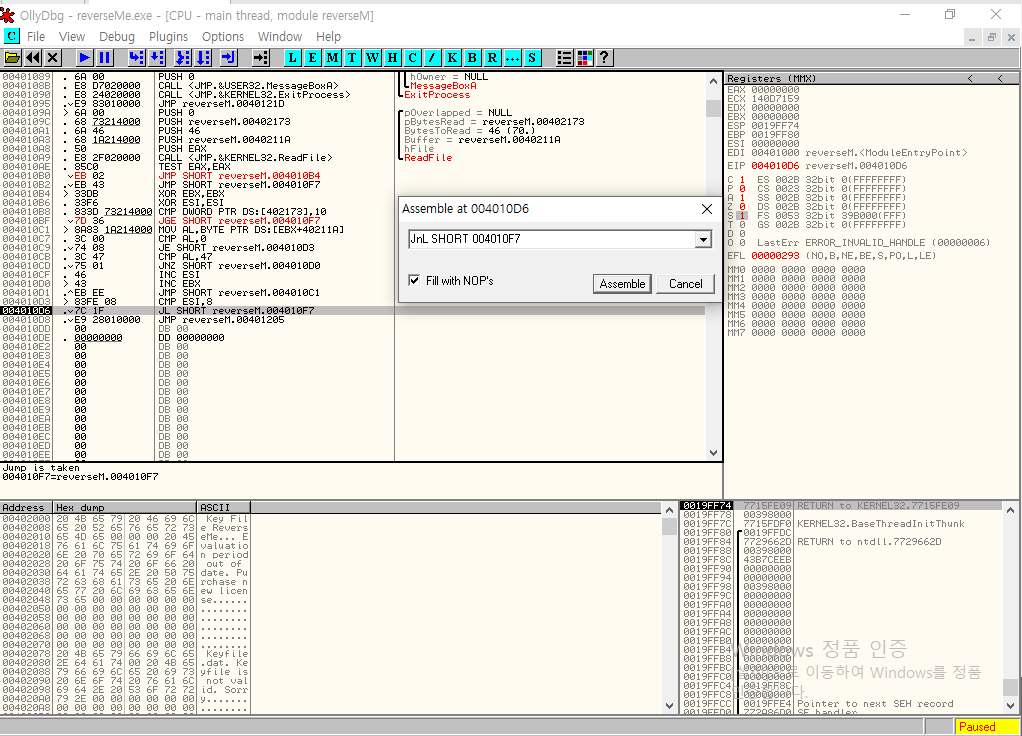 OllyDbg - reverseMe.exe - [CPU - main thread, module reverseM]
C File View Debug Plugins Options Window Help
L E M T W H C / K B R ... S ?
00401089 . 6A 00 PUSH 0 hOwner = NULL
0040108B . E8 D7020000 CALL <JMP.&USER32.MessageBoxA> MessageBoxA
00401090 . E8 24020000 CALL <JMP.&KERNEL32.ExitProcess> ExitProcess
00401095 . E9 83010000 JMP reverseM.0040121D
0040109A > 6A 00 PUSH 0 pOverlapped = NULL
0040109C . 68 73214000 PUSH reverseM.00402173 pBytesRead = reverseM.00402173
004010A1 . 6A 46 PUSH 46 BytesToRead = 46 (70.)
004010A3 . 68 1A214000 PUSH reverseM.0040211A Buffer = reverseM.0040211A
004010A8 . 50 PUSH EAX hFile
004010A9 . E8 2F020000 CALL <JMP.&KERNEL32.ReadFile> ReadFile
004010AE . 85C0 TEST EAX,EAX
004010B0 EB 02 JMP SHORT reverseM.004010B4
004010B2 . EB 43 JMP SHORT reverseM.004010F7
004010B4 > 33DB XOR EBX,EBX
004010B6 . 33F6 XOR ESI,ESI
004010B8 . 833D 73214000 CMP DWORD PTR DS:[402173],10
004010BF 7D 36 JGE SHORT reverseM.004010F7
004010C1 > 8A83 1A214000 MOV AL,BYTE PTR DS:[EBX+40211A]
004010C7 . 3C 00 CMP AL,0
004010C9 . 74 08 JE SHORT reverseM.004010D3
004010CB . 3C 47 CMP AL,47
004010CD . 75 01 JNZ SHORT reverseM.004010D0
004010CF . 46 INC ESI
004010D0 > 43 INC EBX
004010D1 . EB EE JMP SHORT reverseM.004010C1
004010D3 > 83FE 08 CMP ESI,8
004010D6 . 7C 1F JL SHORT reverseM.004010F7
004010D8 . E9 28010000 JMP reverseM.00401205
004010DD 00 DB 00
004010DE . 00000000 DD 00000000
004010E2 00 DB 00
004010E3 00 DB 00
004010E4 00 DB 00
004010E5 00 DB 00
004010E6 00 DB 00
004010E7 00 DB 00
004010E8 00 DB 00
004010E9 00 DB 00
004010EA 00 DB 00
004010EB 00 DB 00
004010EC 00 DB 00
004010ED 00 DB 00
004010EE 00 DB 00
Assemble at 004010D6
JnL SHORT 004010F7
Fill with NOP's
Assemble
Cancel
Registers (MMX) < <
EAX 00000000
ECX 140D7159
EDX 00000000
EBX 00000000
ESP 0019FF74
EBP 0019FF80
ESI 00000000
EDI 00401000 reverseM.<ModuleEntryPoint>
EIP 004010D6 reverseM.004010D6
C 1 ES 002B 32bit 0(FFFFFFFF)
P 0 CS 0023 32bit 0(FFFFFFFF)
A 1 SS 002B 32bit 0(FFFFFFFF)
Z 0 DS 002B 32bit 0(FFFFFFFF)
S 1 FS 0053 32bit 39B000(FFF)
T 0 GS 002B 32bit 0(FFFFFFFF)
D 0
O 0 LastErr ERROR_INVALID_HANDLE (00000006)
EFL 00000293 (NO,B,NE,BE,S,PO,L,LE)
MM0 0000 0000 0000 0000
MM1 0000 0000 0000 0000
MM2 0000 0000 0000 0000
MM3 0000 0000 0000 0000
MM4 0000 0000 0000 0000
MM5 0000 0000 0000 0000
MM6 0000 0000 0000 0000
MM7 0000 0000 0000 0000
Jump is taken
004010F7=reverseM.004010F7
Address Hex dump ASCII
00402000 20 4B 65 79 20 46 69 6C Key Fil
00402008 65 20 52 65 76 65 72 73 e Revers
00402010 65 4D 65 00 00 00 20 45 eMe... E
00402018 76 61 6C 75 61 74 69 6F valuatio
00402020 6E 20 70 65 72 69 6F 64 n period
00402028 20 6F 75 74 20 6F 66 20 out of
00402030 64 61 74 65 2E 20 50 75 date. Pu
00402038 72 63 68 61 73 65 20 6E rchase n
00402040 65 77 20 6C 69 63 65 6E ew licen
00402048 73 65 00 00 00 00 00 00 se......
00402050 00 00 00 00 00 00 00 00 ........
00402058 00 00 00 00 00 00 00 00 ........
00402060 00 00 00 00 00 00 00 00 ........
00402068 00 00 00 00 00 00 00 00 ........
00402070 00 00 00 00 00 00 00 00 ........
00402078 20 4B 65 79 66 69 6C 65 Keyfile
00402080 2E 64 61 74 00 20 4B 65 .dat. Ke
00402088 79 66 69 6C 65 20 69 73 yfile is
00402090 20 6E 6F 74 20 76 61 6C not val
00402098 69 64 2E 20 53 6F 72 72 id. Sorr
004020A0 79 2E 00 00 00 00 00 00 y.......
004020A8 00 00 00 00 00 00 00 00 ........
0019FF74 7715FE09 RETURN to KERNEL32.7715FE09
0019FF78 00398000
0019FF7C 7715FDF0 KERNEL32.BaseThreadInitThunk
0019FF80 0019FFDC
0019FF84 7729662D RETURN to ntdll.7729662D
0019FF88 00398000
0019FF8C 43B7CEEB
0019FF90 00000000
0019FF94 00000000
0019FF98 00398000
0019FF9C 00000000
0019FFA0 00000000
0019FFA4 00000000
0019FFA8 00000000
0019FFAC 00000000
0019FFB0 00000000
0019FFB4 00000000
0019FFB8 00000000
0019FFBC 00000000
0019FFC0 00000000
0019FFC4 00000000
0019FFC8
0019FFCC 0019FFE4 Pointer to next SEH record
0019FFD0 772A86D0 SE handler
Windows 정품 인증
이동하여 Windows를 정품
Paused